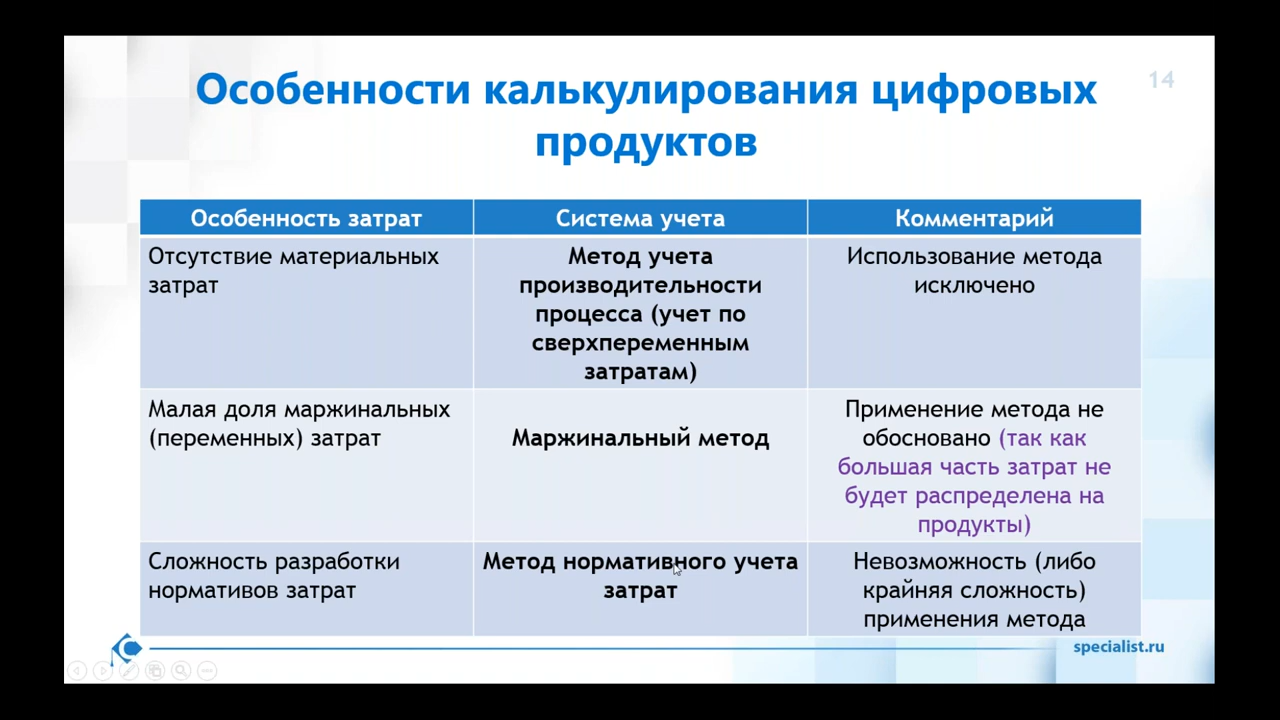 Особенности калькулирования цифровых
продуктов
14
Особенность затрат
Система учета
Комментарий
Отсутствие материальных
затрат
Метод учета
производительности
процесса (учет по
сверхпеременным
затратам)
Использование метода
исключено
Малая доля маржинальных
(переменных) затрат
Маржинальный метод
Применение метода не
обосновано (так как
большая часть затрат не
будет распределена на
продукты)
Сложность разработки
нормативов затрат
Метод нормативного учета
затрат
Невозможность (либо
крайняя сложность)
применения метода
specialist.ru